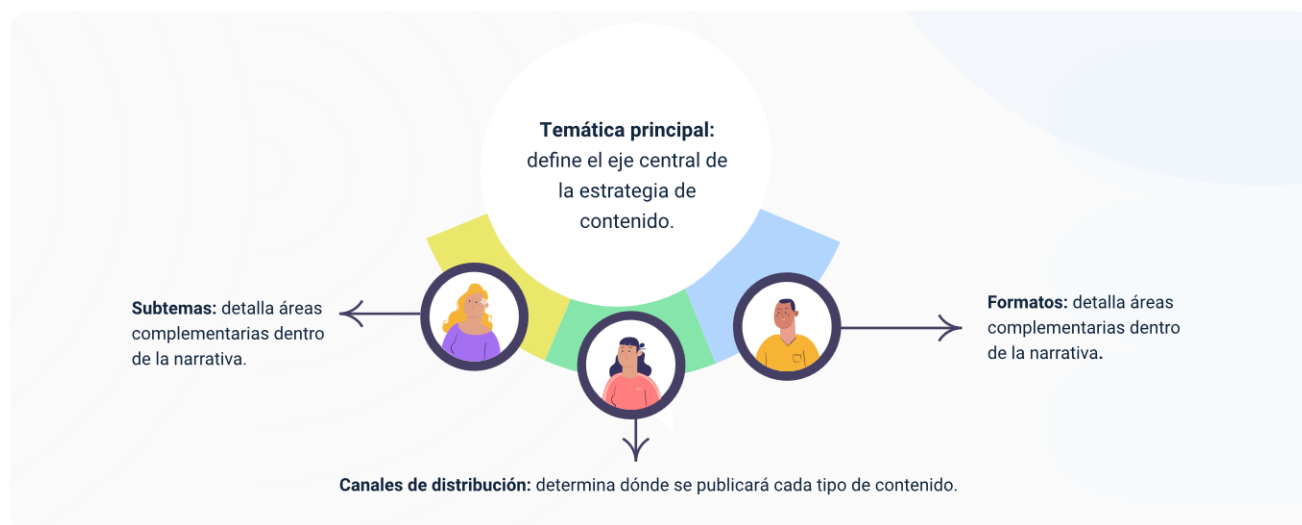 Temática principal:
define el eje central de
la estrategia de
contenido.
Subtemas: detalla áreas
complementarias dentro
de la narrativa.
Formatos: detalla áreas
complementarias dentro
de la narrativa.
Canales de distribución: determina dónde se publicará cada tipo de contenido.